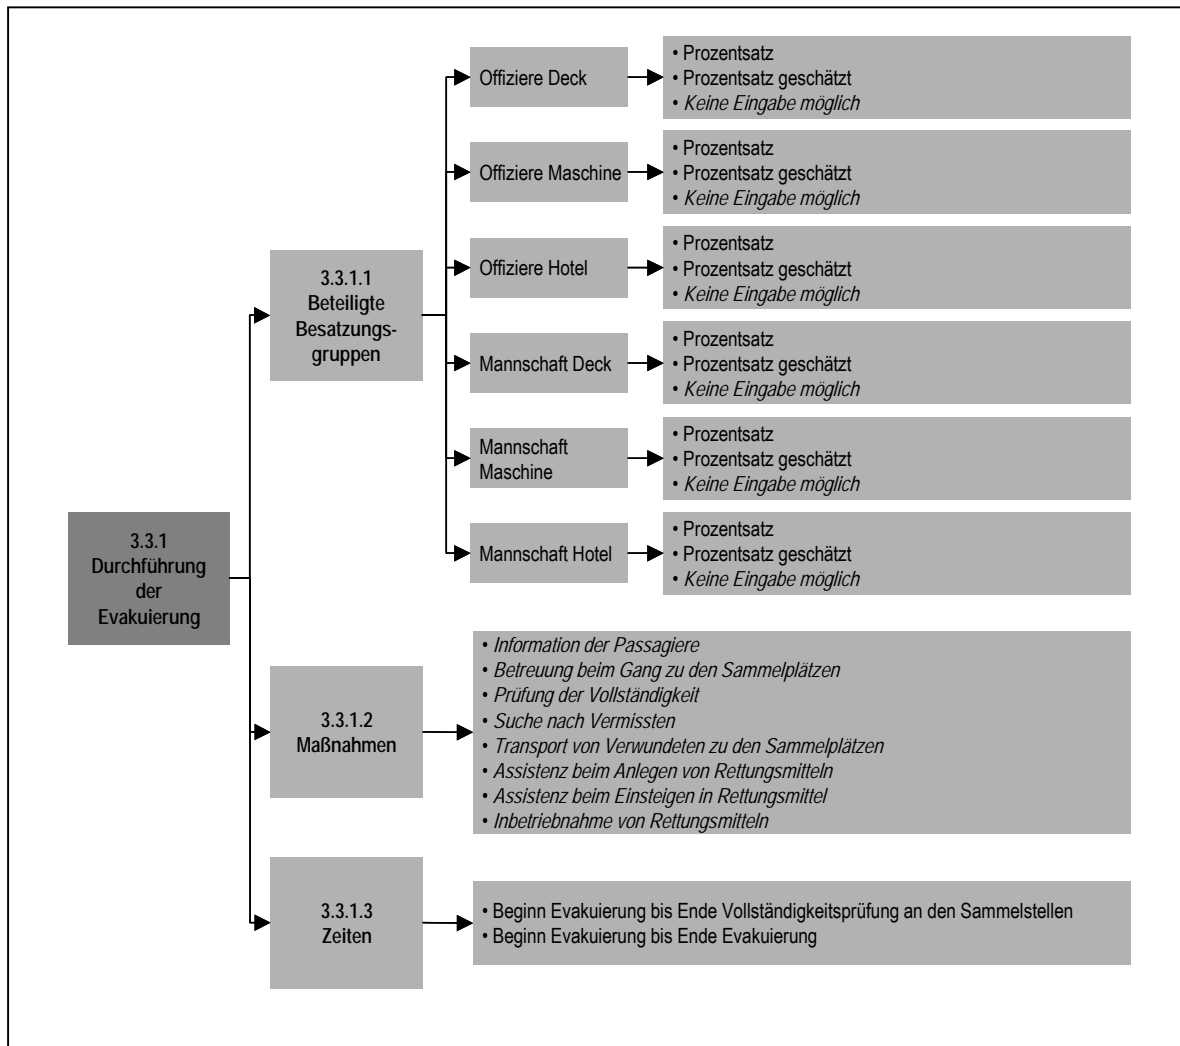 3.3.1
Durchführung
der
Evakuierung
3.3.1.1
Beteiligte
Besatzungs-
gruppen
Offiziere Deck
• Prozentsatz
• Prozentsatz geschätzt
• Keine Eingabe möglich
Offiziere Maschine
• Prozentsatz
• Prozentsatz geschätzt
• Keine Eingabe möglich
Offiziere Hotel
• Prozentsatz
• Prozentsatz geschätzt
• Keine Eingabe möglich
Mannschaft Deck
• Prozentsatz
• Prozentsatz geschätzt
• Keine Eingabe möglich
Mannschaft
Maschine
• Prozentsatz
• Prozentsatz geschätzt
• Keine Eingabe möglich
Mannschaft Hotel
• Prozentsatz
• Prozentsatz geschätzt
• Keine Eingabe möglich
3.3.1.2
Maßnahmen
• Information der Passagiere
• Betreuung beim Gang zu den Sammelplätzen
• Prüfung der Vollständigkeit
• Suche nach Vermissten
• Transport von Verwundeten zu den Sammelplätzen
• Assistenz beim Anlegen von Rettungsmitteln
• Assistenz beim Einsteigen in Rettungsmittel
• Inbetriebnahme von Rettungsmitteln
3.3.1.3
Zeiten
• Beginn Evakuierung bis Ende Vollständigkeitsprüfung an den Sammelstellen
• Beginn Evakuierung bis Ende Evakuierung